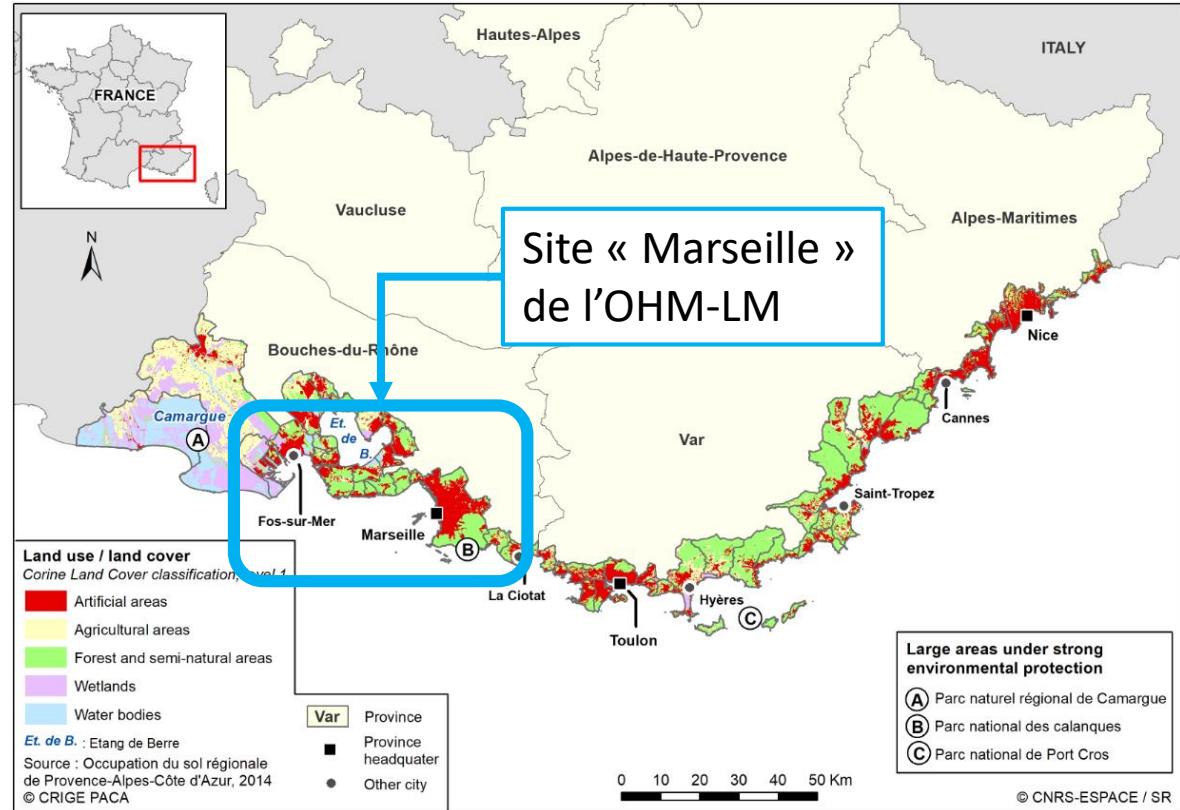 FRANCE
N
Hautes-Alpes
ITALY
Alpes-de-Haute-Provence
Vaucluse
Alpes-Maritimes
Site « Marseille »
de l’OHM-LM
Nice
Bouches-du-Rhône
Camargue
A
Et.
de
B.
Var
Cannes
Saint-Tropez
Fos-sur-Mer
Marseille
B
La Ciotat
Hyères
C
Toulon
Land use / land cover
Corine Land Cover classification, level 1
Artificial areas
Agricultural areas
Forest and semi-natural areas
Wetlands
Water bodies
Et. de B. : Etang de Berre
Source : Occupation du sol régionale
de Provence-Alpes-Côte d'Azur, 2014
© CRIGE PACA
Var Province
Province
headquater
Other city
0 10 20 30 40 50 Km
Large areas under strong
environmental protection
A Parc naturel régional de Camargue
B Parc national des calanques
C Parc national de Port Cros
© CNRS-ESPACE / SR